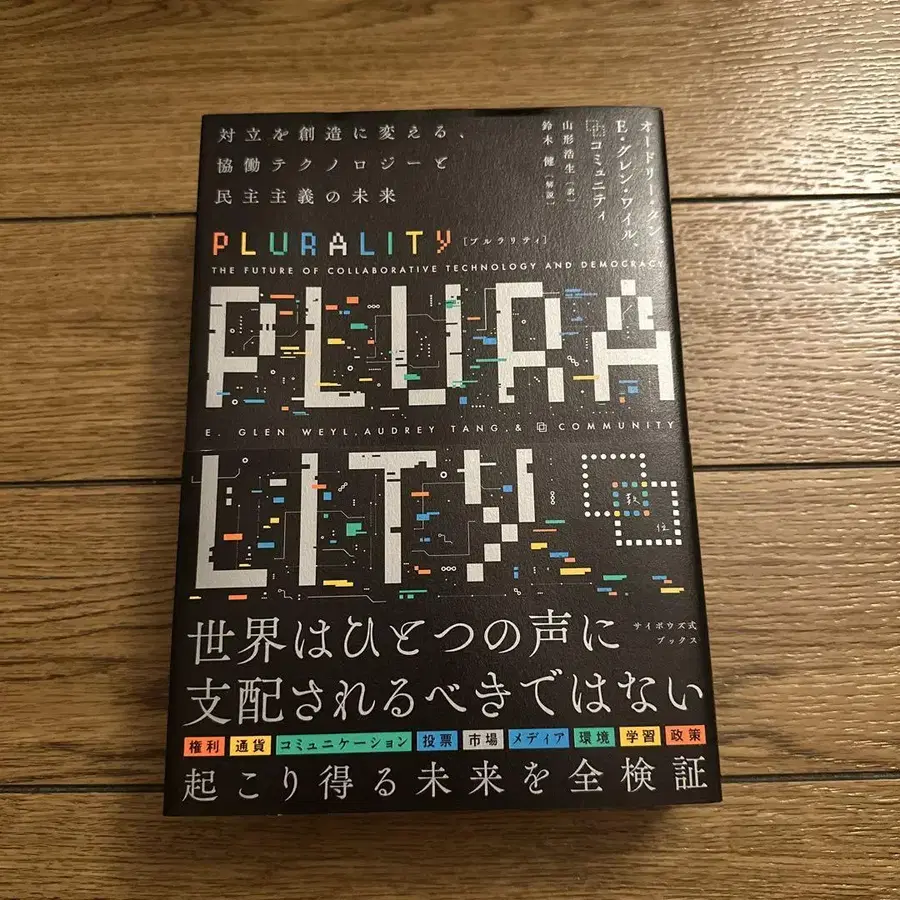 対立を創造に変える、
協働テクノロジーと
民主主義の未来
オードリー・タン、
E・グレン・ワイル、
⿻コミュニティ
山形浩生[訳]
鈴木健[解説]
PLURALITY[プルラリティ]
THE FUTURE OF COLLABORATIVE TECHNOLOGY AND DEMOCRACY
PLURA
E. GLEN WEYL, AUDREY TANG, & ⿻ COMMUNITY
LITY
数
位
サイボウズ式
ブックス
世界はひとつの声に
支配されるべきではない
権利 通貨 コミュニケーション 投票 市場 メディア 環境 学習 政策
起こり得る未来を全検証